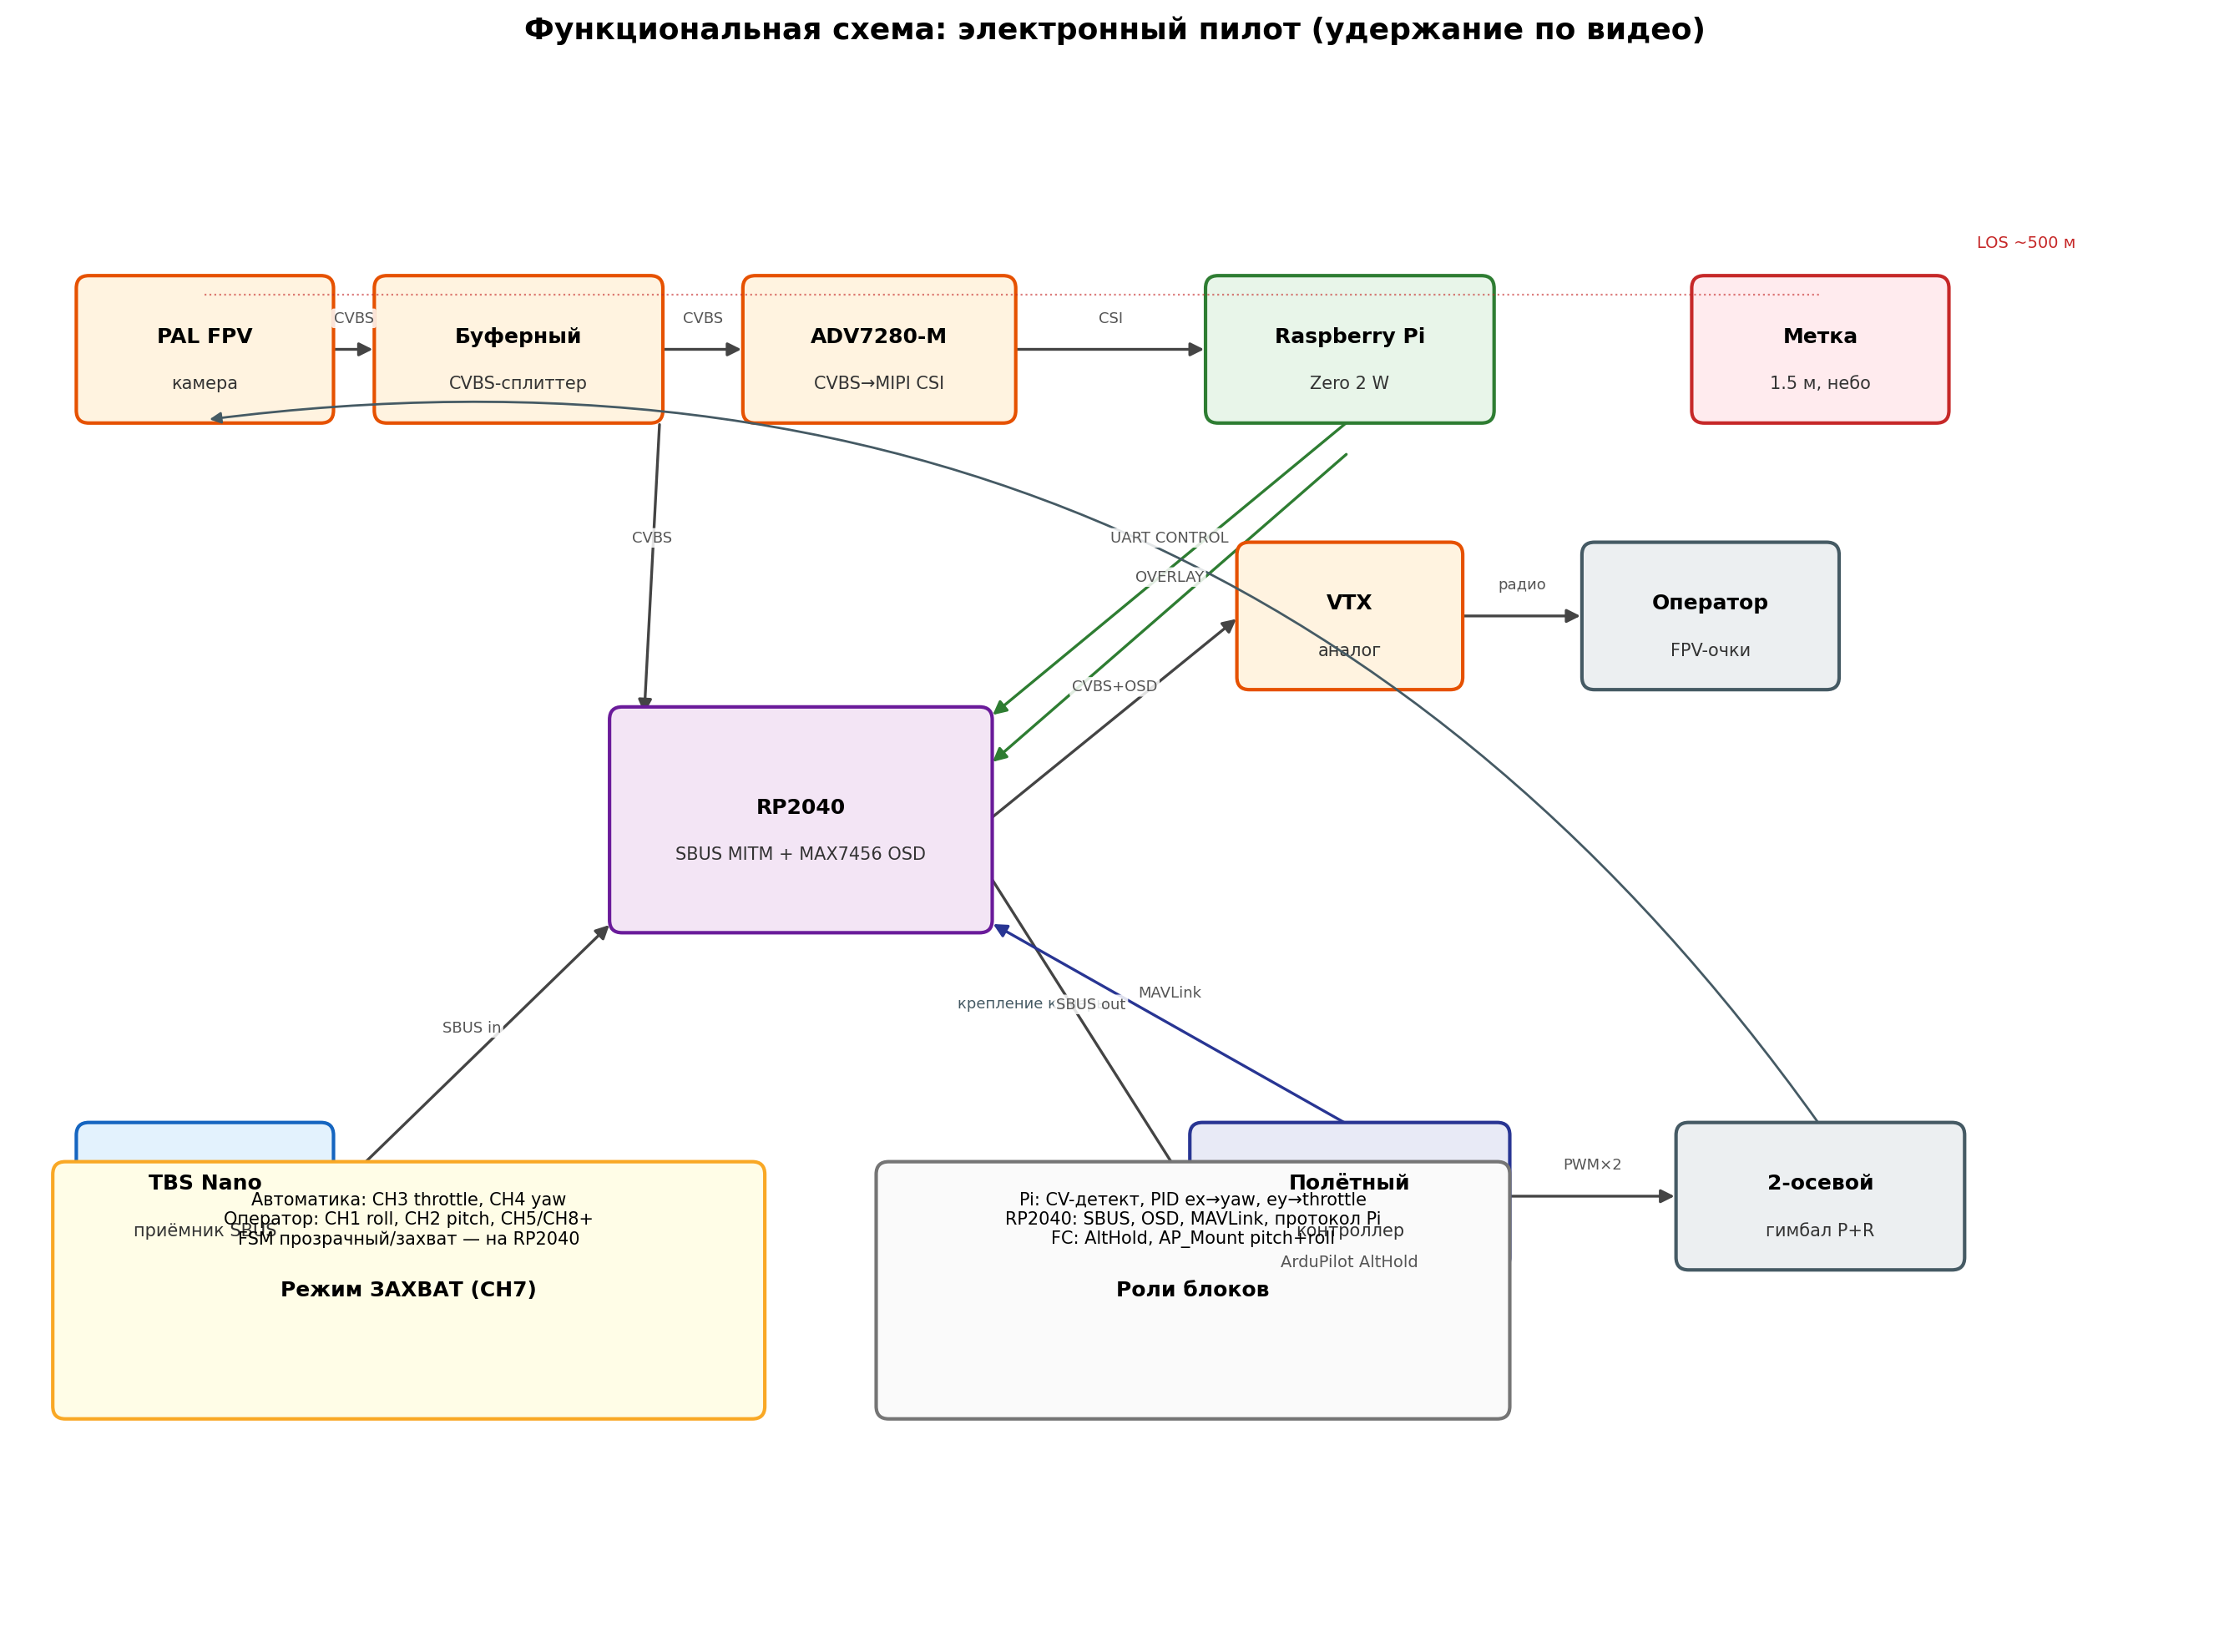 Функциональная схема: электронный пилот (удержание по видео)
LOS ~500 м
PAL FPV
камера
CVBS
Буферный
CVBS-сплиттер
CVBS
ADV7280-M
CVBS→MIPI CSI
CSI
Raspberry Pi
Zero 2 W
Метка
1.5 м, небо
CVBS
UART CONTROL
OVERLAY
VTX
аналог
радио
Оператор
FPV-очки
CVBS+OSD
RP2040
SBUS MITM + MAX7456 OSD
MAVLink
крепление
SBUS out
SBUS in
TBS Nano
приёмник SBUS
Автоматика: CH3 throttle, CH4 yaw
Оператор: CH1 roll, CH2 pitch, CH5/CH8+
FSM прозрачный/захват — на RP2040
Режим ЗАХВАТ (CH7)
Полётный
контроллер
ArduPilot AltHold
Pi: CV-детект, PID ex→yaw, ey→throttle
RP2040: SBUS, OSD, MAVLink, протокол Pi
FC: AltHold, AP_Mount pitch+roll
Роли блоков
PWM×2
2-осевой
гимбал P+R